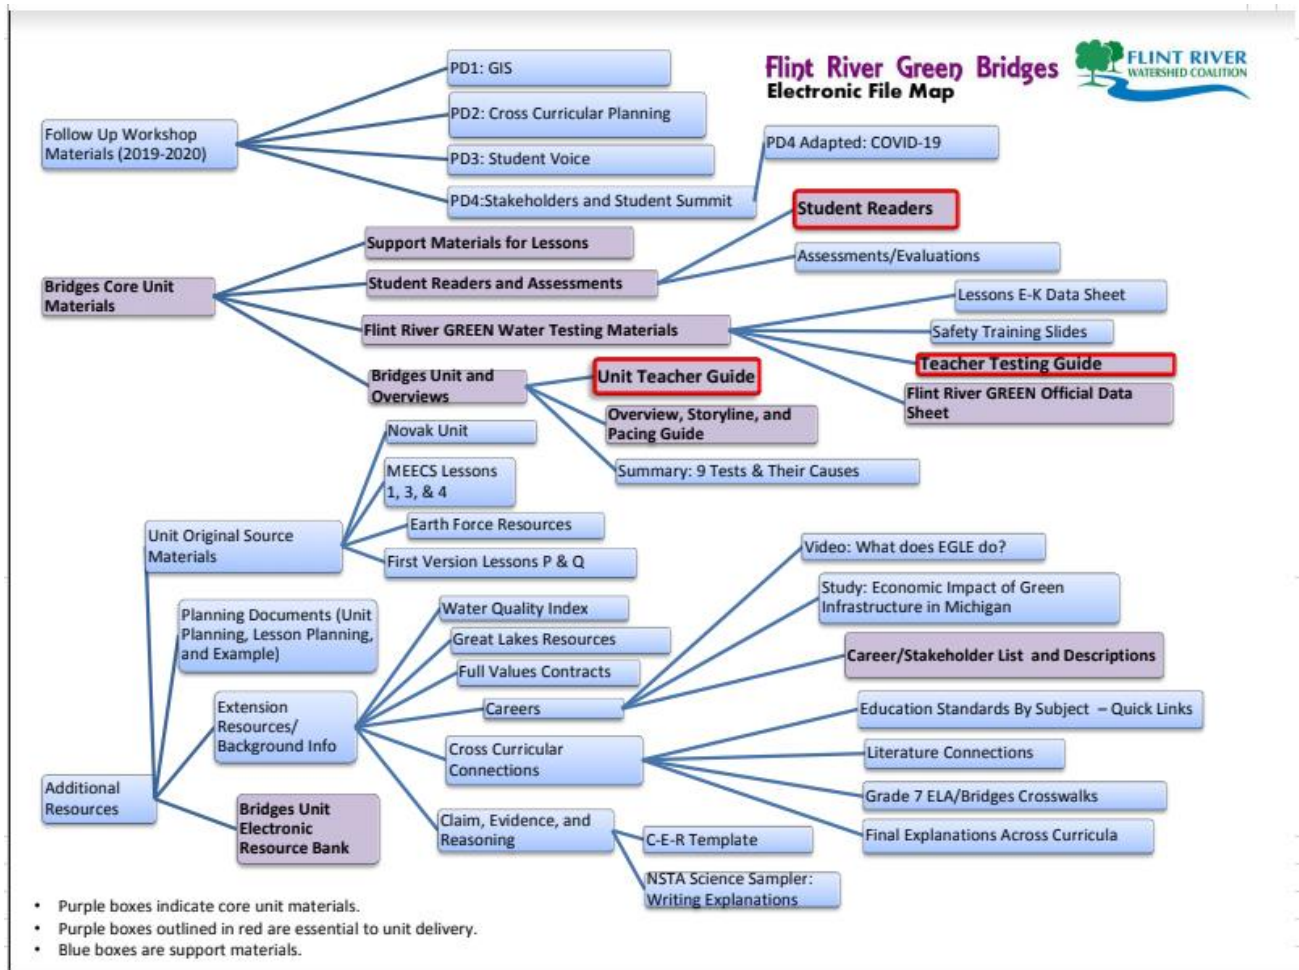 Flint River Green Bridges
Electronic File Map
FLINT RIVER
WATERSHED COALITION
Follow Up Workshop
Materials (2019-2020)
PD1: GIS
PD2: Cross Curricular Planning
PD3: Student Voice
PD4:Stakeholders and Student Summit
PD4 Adapted: COVID-19
Bridges Core Unit
Materials
Support Materials for Lessons
Student Readers and Assessments
Student Readers
Assessments/Evaluations
Flint River GREEN Water Testing Materials
Lessons E-K Data Sheet
Safety Training Slides
Teacher Testing Guide
Flint River GREEN Official Data
Sheet
Bridges Unit and
Overviews
Unit Teacher Guide
Overview, Storyline, and
Pacing Guide
Summary: 9 Tests & Their Causes
Additional
Resources
Unit Original Source
Materials
Novak Unit
MEECS Lessons
1, 3, & 4
Earth Force Resources
First Version Lessons P & Q
Planning Documents (Unit
Planning, Lesson Planning,
and Example)
Extension
Resources/
Background Info
Water Quality Index
Great Lakes Resources
Full Values Contracts
Careers
Video: What does EGLE do?
Study: Economic Impact of Green
Infrastructure in Michigan
Career/Stakeholder List and Descriptions
Cross Curricular
Connections
Education Standards By Subject – Quick Links
Literature Connections
Grade 7 ELA/Bridges Crosswalks
Final Explanations Across Curricula
Claim, Evidence, and
Reasoning
C-E-R Template
NSTA Science Sampler:
Writing Explanations
Bridges Unit
Electronic
Resource Bank
• Purple boxes indicate core unit materials.
• Purple boxes outlined in red are essential to unit delivery.
• Blue boxes are support materials.